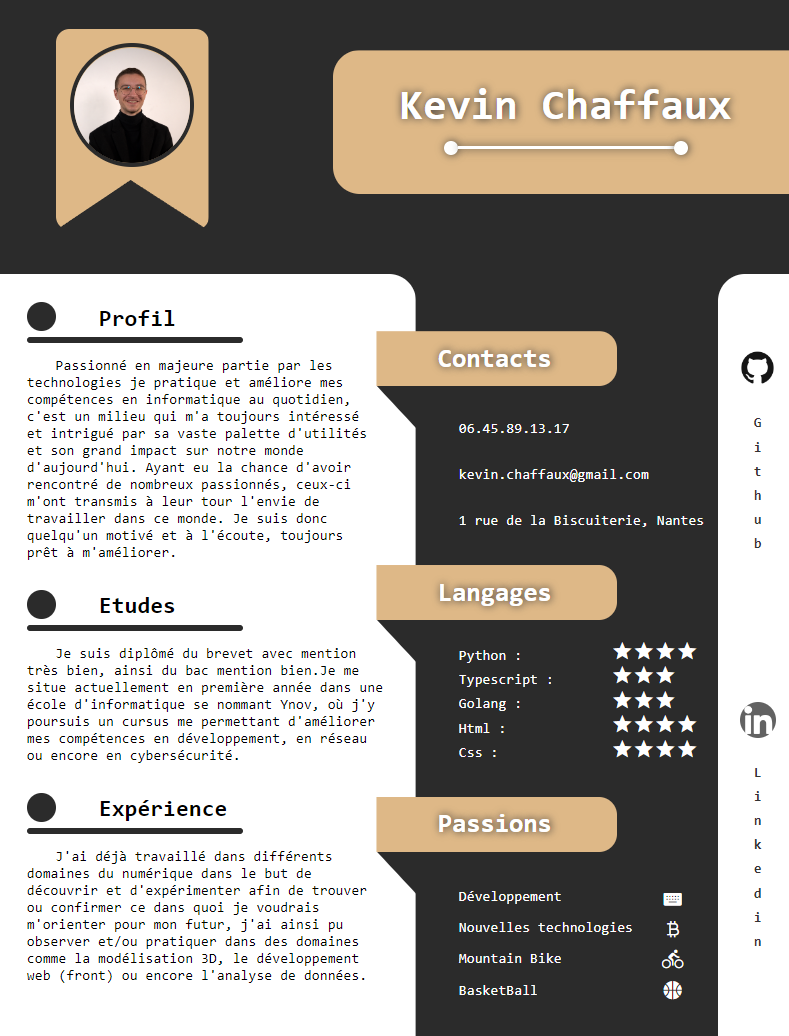 Kevin Chaffaux
Profil
Passionné en majeure partie par les
technologies je pratique et améliore mes
compétences en informatique au quotidien,
c'est un milieu qui m'a toujours intéressé
et intrigué par sa vaste palette d'utilités
et son grand impact sur notre monde
d'aujourd'hui. Ayant eu la chance d'avoir
rencontré de nombreux passionnés, ceux-ci
m'ont transmis à leur tour l'envie de
travailler dans ce monde. Je suis donc
quelqu'un motivé et à l'écoute, toujours
prêt à m'améliorer.
Etudes
Je suis diplômé du brevet avec mention
très bien, ainsi du bac mention bien.Je me
situe actuellement en première année dans une
école d'informatique se nommant Ynov, où j'y
poursuis un cursus me permettant d'améliorer
mes compétences en développement, en réseau
ou encore en cybersécurité.
Expérience
J'ai déjà travaillé dans différents
domaines du numérique dans le but de
découvrir et d'expérimenter afin de trouver
ou confirmer ce dans quoi je voudrais
m'orienter pour mon futur, j'ai ainsi pu
observer et/ou pratiquer dans des domaines
comme la modélisation 3D, le développement
web (front) ou encore l'analyse de données.
Contacts
06.45.89.13.17
kevin.chaffaux@gmail.com
1 rue de la Biscuiterie, Nantes
Langages
Python : ★★★★
Typescript : ★★★
Golang : ★★★
Html : ★★★★
Css : ★★★★
Passions
Développement
Nouvelles technologies
Mountain Bike
BasketBall
Github
in
Linkedin